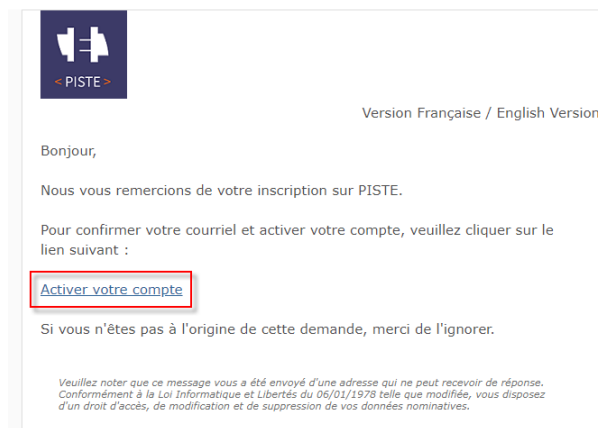 < PISTE >
Version Française / English Version
Bonjour,
Nous vous remercions de votre inscription sur PISTE.
Pour confirmer votre courriel et activer votre compte, veuillez cliquer sur le
lien suivant :
Activer votre compte
Si vous n'êtes pas à l'origine de cette demande, merci de l'ignorer.
Veuillez noter que ce message vous a été envoyé d'une adresse qui ne peut recevoir de réponse.
Conformément à la Loi Informatique et Libertés du 06/01/1978 telle que modifiée, vous disposez
d'un droit d'accès, de modification et de suppression de vos données nominatives.